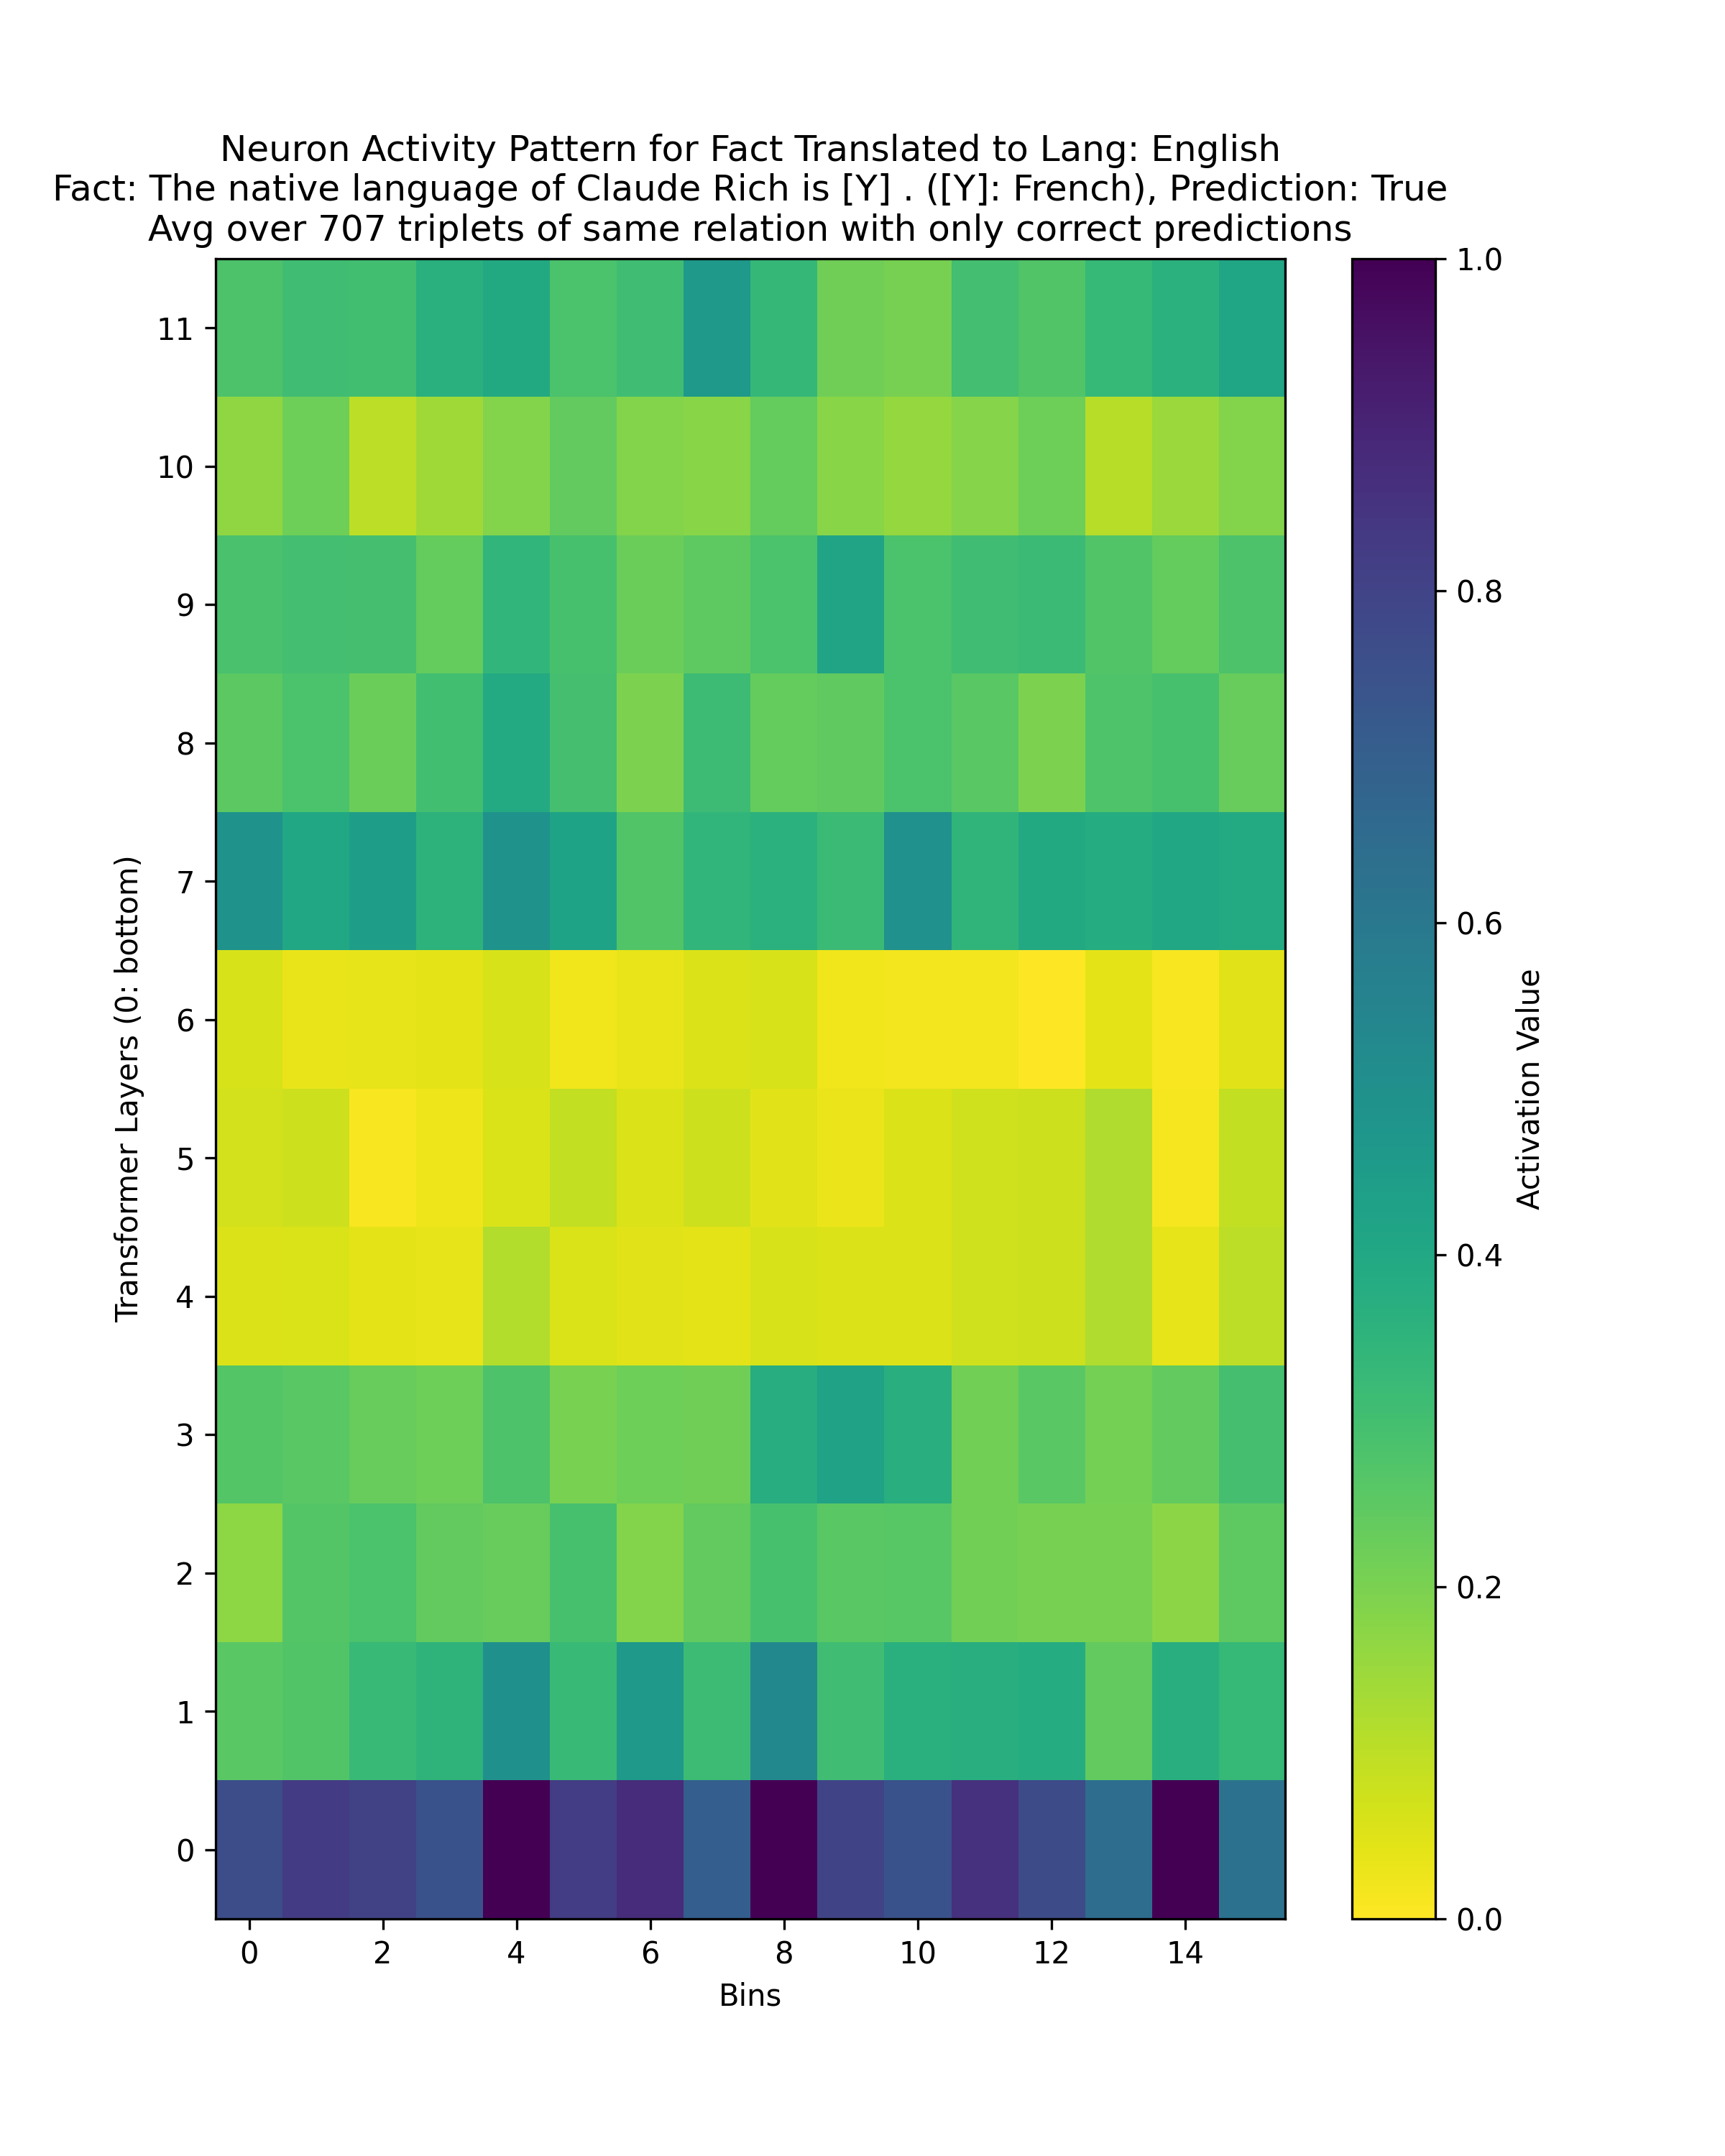 Neuron Activity Pattern for Fact Translated to Lang: English
Fact: The native language of Claude Rich is [Y] . ([Y]: French), Prediction: True
Avg over 707 triplets of same relation with only correct predictions
11
10
9
8
7
6
5
4
3
2
1
0
Transformer Layers (0: bottom)
0 2 4 6 8 10 12 14
Bins
1.0
0.8
0.6
0.4
0.2
0.0
Activation Value